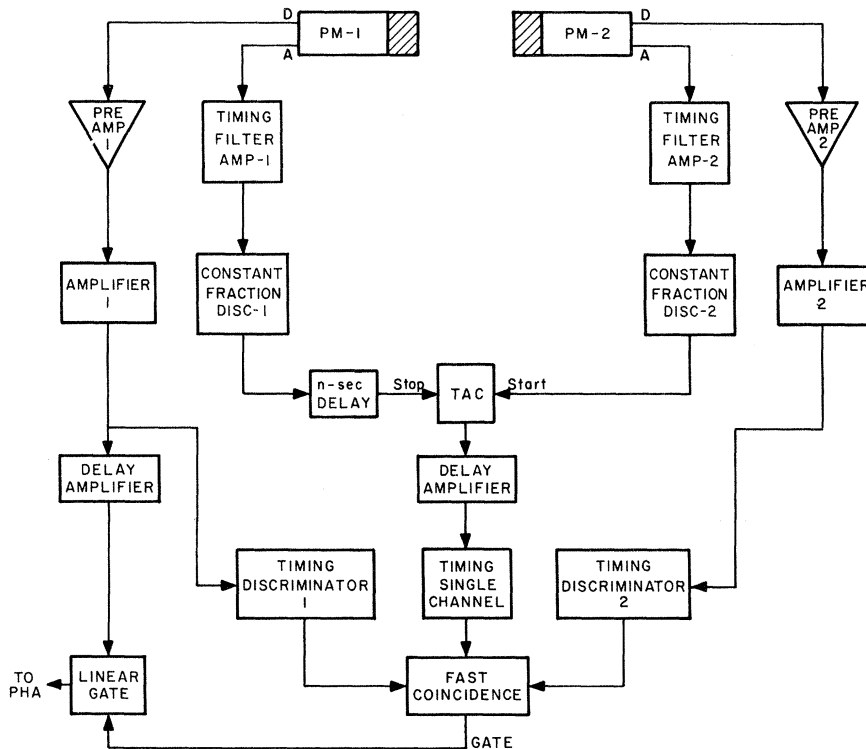 D
PM-1
A
PM-2
D
A
PRE
AMP
1
TIMING
FILTER
AMP-1
TIMING
FILTER
AMP-2
PRE
AMP
2
AMPLIFIER
1
CONSTANT
FRACTION
DISC-1
CONSTANT
FRACTION
DISC-2
AMPLIFIER
2
n-sec
DELAY
Stop
TAC
Start
DELAY
AMPLIFIER
DELAY
AMPLIFIER
TIMING
DISCRIMINATOR
1
TIMING
SINGLE
CHANNEL
TIMING
DISCRIMINATOR
2
TO
PHA
LINEAR
GATE
FAST
COINCIDENCE
GATE